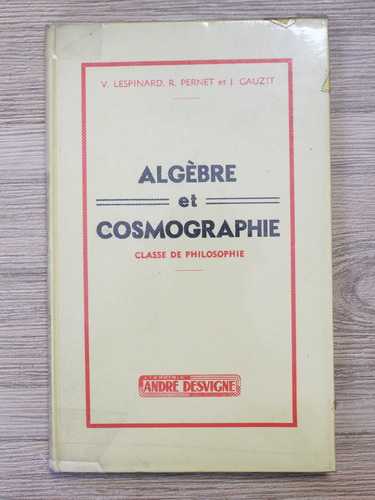 V. LESPINARD, R. PERNET et J. GAUZIT
ALGÈBRE
et
COSMOGRAPHIE
CLASSE DE PHILOSOPHIE
LIBRAIRIE
ANDRÉ DESVIGNE